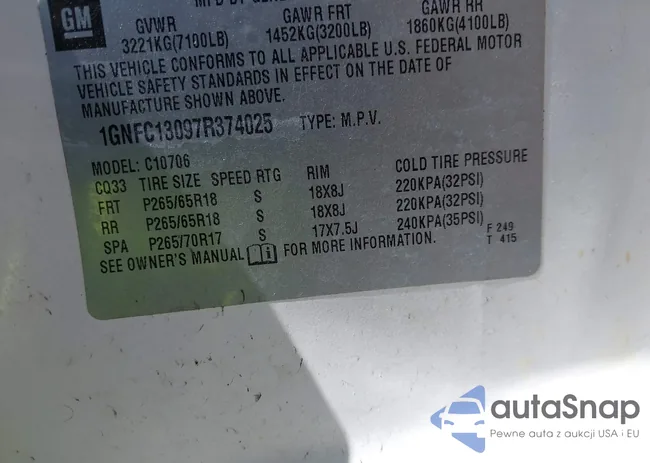 MFD BY GENE
GM
GVWR GAWR FRT GAWR RR
3221KG(7100LB) 1452KG(3200LB) 1860KG(4100LB)
THIS VEHICLE CONFORMS TO ALL APPLICABLE U.S. FEDERAL MOTOR
VEHICLE SAFETY STANDARDS IN EFFECT ON THE DATE OF
MANUFACTURE SHOWN ABOVE.
1GNFC13097R374025 TYPE: M.P.V.
MODEL: C10706
CQ33 TIRE SIZE SPEED RTG RIM COLD TIRE PRESSURE
FRT P265/65R18 S 18X8J 220KPA(32PSI)
RR P265/65R18 S 18X8J 220KPA(32PSI)
SPA P265/70R17 S 17X7.5J 240KPA(35PSI)
SEE OWNER'S MANUAL i FOR MORE INFORMATION.
F 249
T 415
autaSnap
Pewne auta z aukcji USA i EU